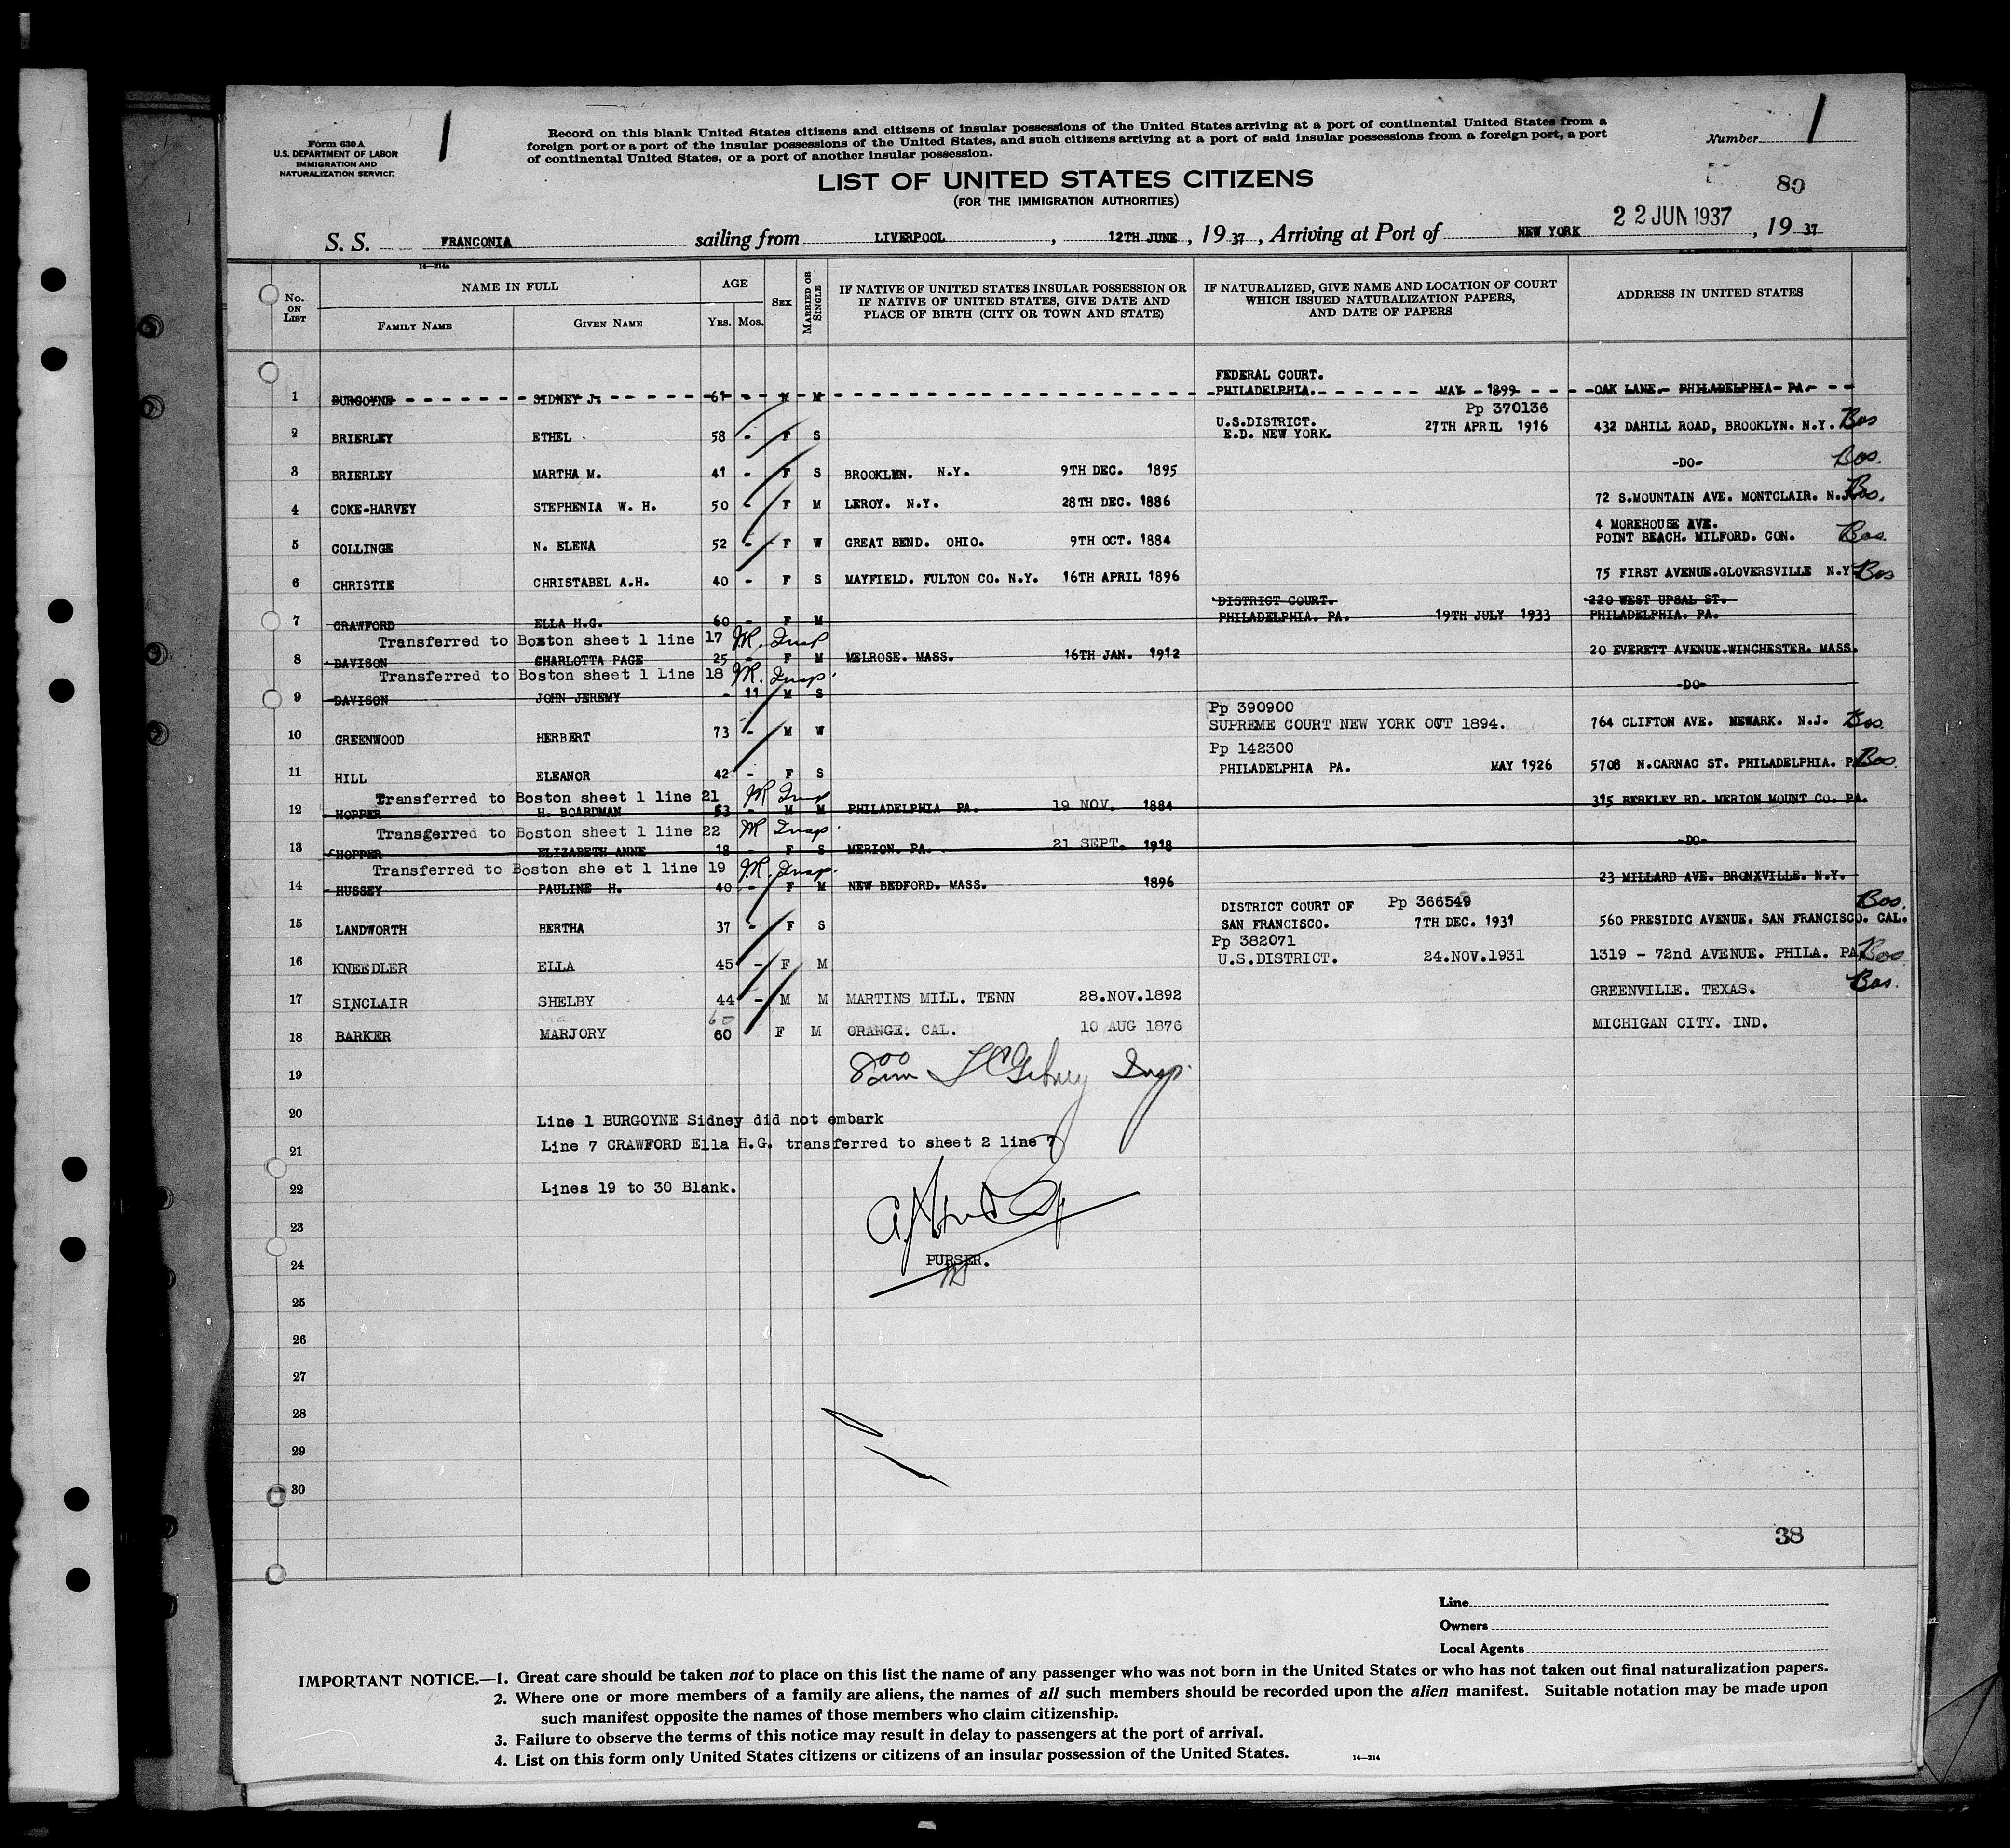 Form 630 A
U.S. DEPARTMENT OF LABOR
IMMIGRATION AND
NATURALIZATION SERVICE
1
Record on this blank United States citizens and citizens of insular possessions of the United States arriving at a port of continental United States from a
foreign port or a port of the insular possessions of the United States, and such citizens arriving at a port of said insular possessions from a foreign port, a port
of continental United States, or a port of another insular possession.
Number 1
LIST OF UNITED STATES CITIZENS
(FOR THE IMMIGRATION AUTHORITIES)
80
S. S. FRANCONIA sailing from LIVERPOOL, 12TH JUNE, 19 37, Arriving at Port of NEW YORK 22 JUN 1937, 19 37
14—214a
No. ON LIST NAME IN FULL AGE SEX MARRIED OR SINGLE IF NATIVE OF UNITED STATES INSULAR POSSESSION OR IF NATIVE OF UNITED STATES, GIVE DATE AND PLACE OF BIRTH (CITY OR TOWN AND STATE) IF NATURALIZED, GIVE NAME AND LOCATION OF COURT WHICH ISSUED NATURALIZATION PAPERS, AND DATE OF PAPERS ADDRESS IN UNITED STATES
FAMILY NAME GIVEN NAME YRS. MOS.
FEDERAL COURT.
1 BURGOYNE SIDNEY J. 61 - M M PHILADELPHIA. MAY - 1899 OAK LANE. PHILADELPHIA PA.
Pp 370136
U.S.DISTRICT.
2 BRIERLEY ETHEL 58 - F S E.D. NEW YORK. 27TH APRIL 1916 432 DAHILL ROAD, BROOKLYN. N.Y. Bos
3 BRIERLEY MARTHA M. 41 - F S BROOKLEN. N.Y. 9TH DEC. 1895 -DO- Bos.
4 COKE-HARVEY STEPHENIA W. H. 50 - F M LEROY. N.Y. 28TH DEC. 1886 72 S.MOUNTAIN AVE. MONTCLAIR. N.J. Bos.
4 MOREHOUSE AVE.
5 COLLINGE N. ELENA 52 - F W GREAT BEND. OHIO. 9TH OCT. 1884 POINT BEACH. MILFORD. CON. Bos.
6 CHRISTIE CHRISTABEL A.H. 40 - F S MAYFIELD. FULTON CO. N.Y. 16TH APRIL 1896 75 FIRST AVENUE.GLOVERSVILLE N.Y. Bos
DISTRICT COURT. 220 WEST UPSAL ST.
7 CRAWFORD ELLA H.G. 60 - F M PHILADELPHIA. PA. 19TH JULY 1933 PHILADELPHIA. PA.
Transferred to Boston sheet 1 line 17 Insp
8 DAVISON CHARLOTTA PAGE 25 - F M MELROSE. MASS. 16TH JAN. 1912 20 EVERETT AVENUE.WINCHESTER. MASS.
Transferred to Boston sheet 1 Line 18 Insp.
9 DAVISON JOHN JEREMY - 11 M S -DO-
Pp 390900
10 GREENWOOD HERBERT 73 - M W SUPREME COURT NEW YORK OCT 1894. 764 CLIFTON AVE. NEWARK. N.J. Bos.
Pp 142300
11 HILL ELEANOR 42 - F S PHILADELPHIA PA. MAY 1926 5708 N.CARNAC ST. PHILADELPHIA. PA Bos.
Transferred to Boston sheet 1 line 21 Insp
12 HOPPER H. BOARDMAN 53 - M M PHILADELPHIA PA. 19 NOV. 1884 315 BERKLEY RD. MERION MOUNT CO. PA.
Transgerred to Boston sheet 1 line 22 Insp.
13 HOPPER ELIZABETH ANNE 18 - F S MERION. PA. 21 SEPT. 1918 -DO-
Transferred to Boston she et 1 line 19 Insp.
14 HUSSEY PAULINE H. 40 - F M NEW BEDFORD. MASS. 1896 23 MILLARD AVE. BRONXVILLE. N.Y.
DISTRICT COURT OF Pp 366549 Bos.
15 LANDWORTH BERTHA 37 - F S SAN FRANCISCO. 7TH DEC. 1931 560 PRESIDIC AVENUE. SAN FRANCISCO. CAL.
Pp 382071
16 KNEEDLER ELLA 45 - F M U.S.DISTRICT. 24.NOV.1931 1319 - 72nd AVENUE. PHILA. PA Bos
17 SINCLAIR SHELBY 44 - M M MARTINS MILL. TENN 28.NOV.1892 GREENVILLE. TEXAS. Bos.
60
18 BARKER MARJORY 60 F M ORANGE. CAL. 10 AUG 1876 MICHIGAN CITY. IND.
19 Insp.
20 Line 1 BURGOYNE Sidney did not embark
21 Line 7 CRAWFORD Ella H.G. transferred to sheet 2 line 7
22 Lines 19 to 30 Blank.
23
24 PURSER.
25
26
27
28
29
30
38
Line
Owners
Local Agents
IMPORTANT NOTICE.—1. Great care should be taken not to place on this list the name of any passenger who was not born in the United States or who has not taken out final naturalization papers.
2. Where one or more members of a family are aliens, the names of all such members should be recorded upon the alien manifest. Suitable notation may be made upon
such manifest opposite the names of those members who claim citizenship.
3. Failure to observe the terms of this notice may result in delay to passengers at the port of arrival.
4. List on this form only United States citizens or citizens of an insular possession of the United States.
14—214